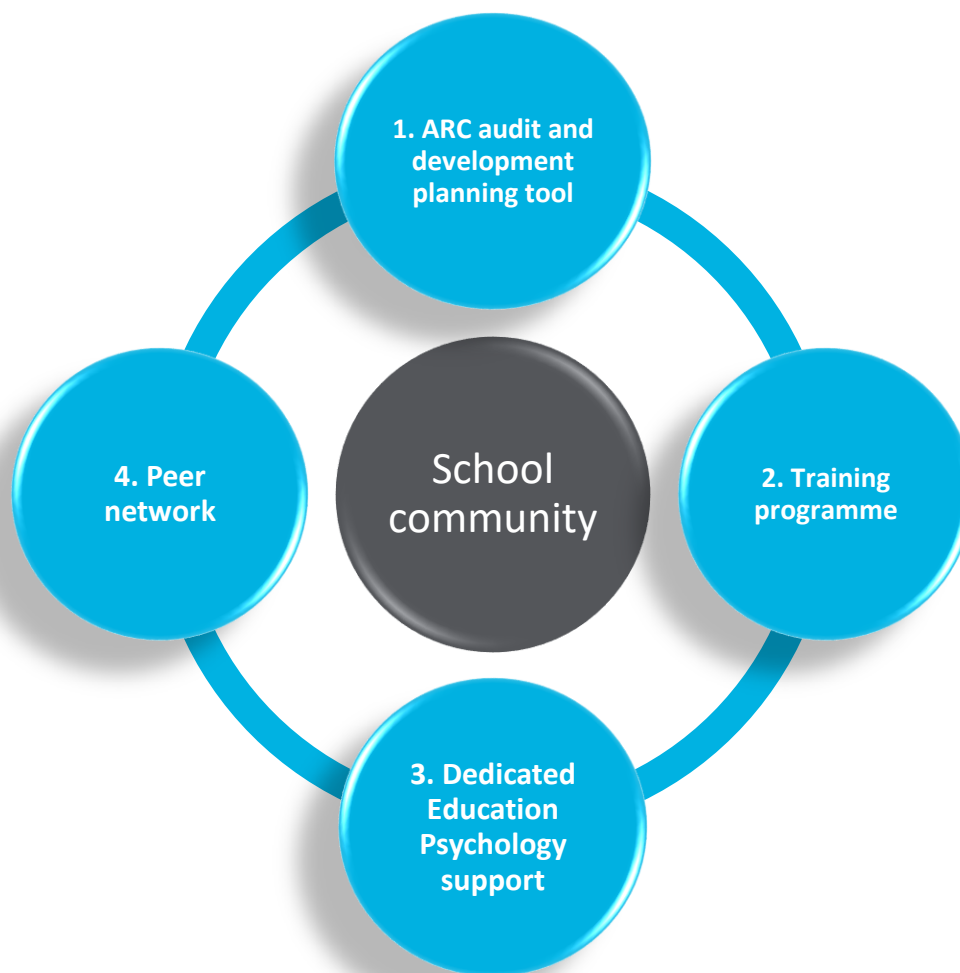 1. ARC audit and
development
planning tool
4. Peer
network
School
community
2. Training
programme
3. Dedicated
Education
Psychology
support